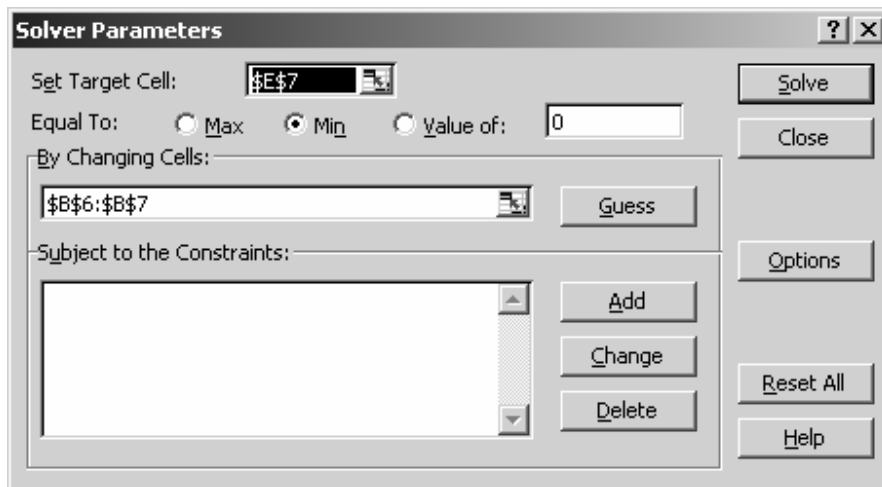 Solver Parameters
?
Set Target Cell: $E$7
Solve
Equal To: Max Min Value of: 0
Close
By Changing Cells:
$B$6:$B$7
Guess
Subject to the Constraints:
Options
Add
Change
Reset All
Delete
Help